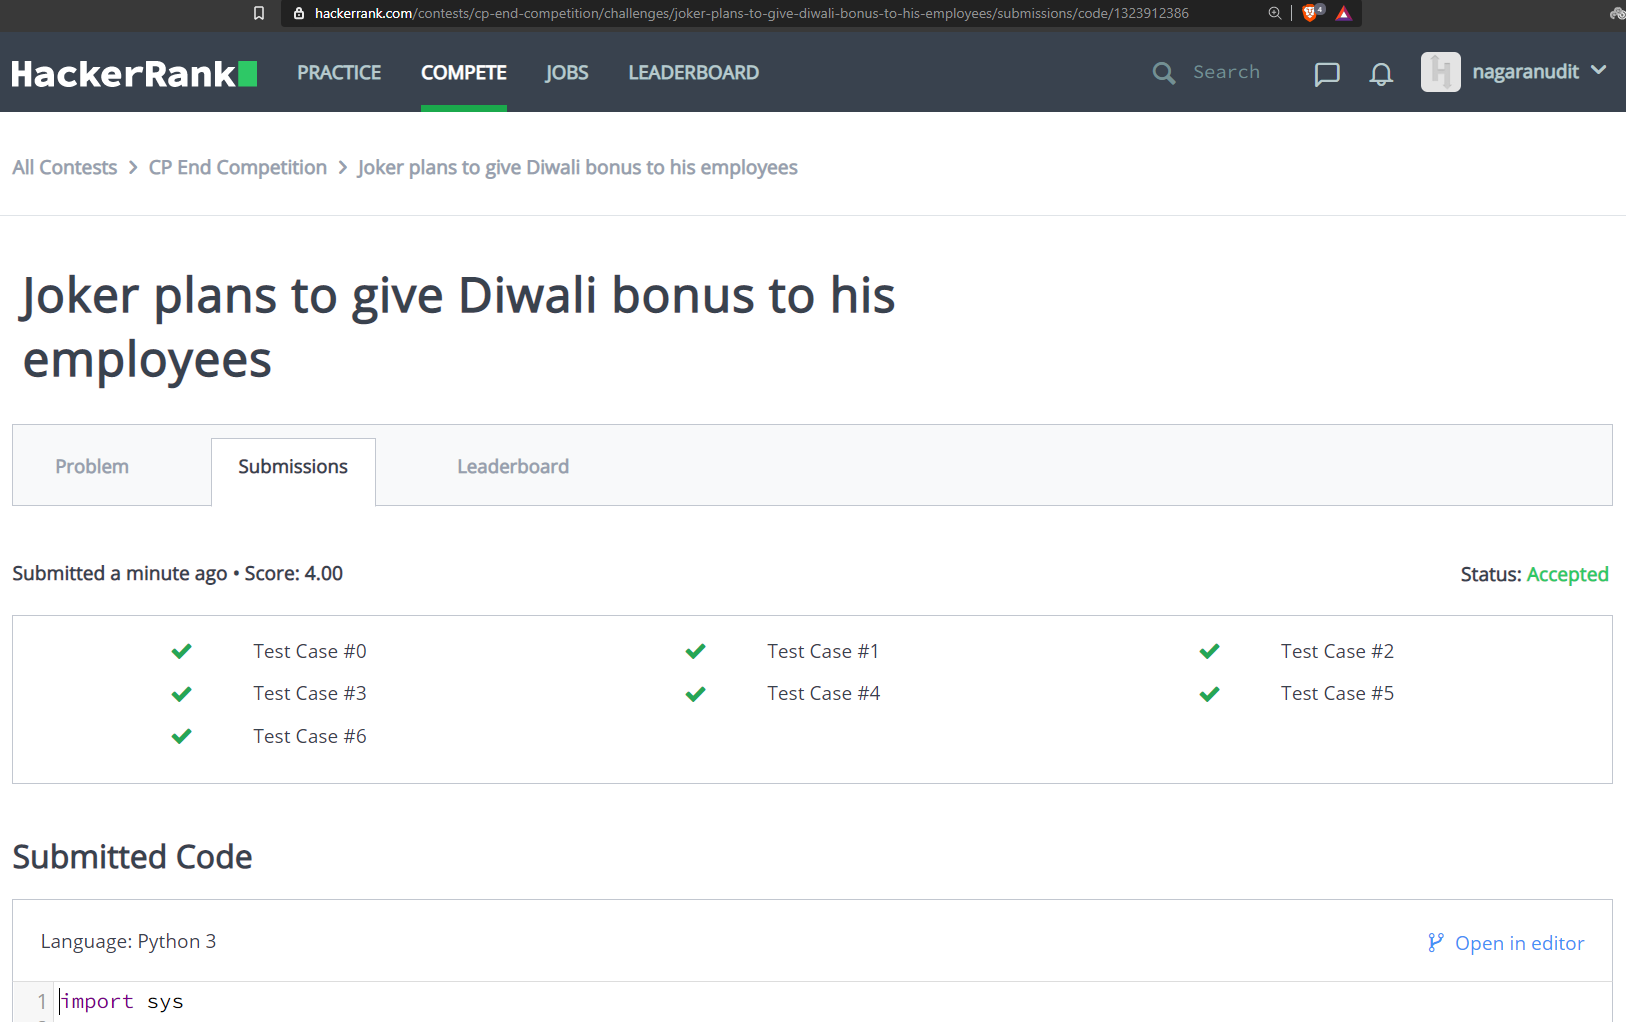 hackerrank.com/contests/cp-end-competition/challenges/joker-plans-to-give-diwali-bonus-to-his-employees/submissions/code/1323912386 4
HackerRank PRACTICE COMPETE JOBS LEADERBOARD Search H nagaranudit
All Contests > CP End Competition > Joker plans to give Diwali bonus to his employees
Joker plans to give Diwali bonus to his
employees
Problem Submissions Leaderboard
Submitted a minute ago • Score: 4.00 Status: Accepted
Test Case #0 Test Case #1 Test Case #2
Test Case #3 Test Case #4 Test Case #5
Test Case #6
Submitted Code
Language: Python 3 Open in editor
1 import sys